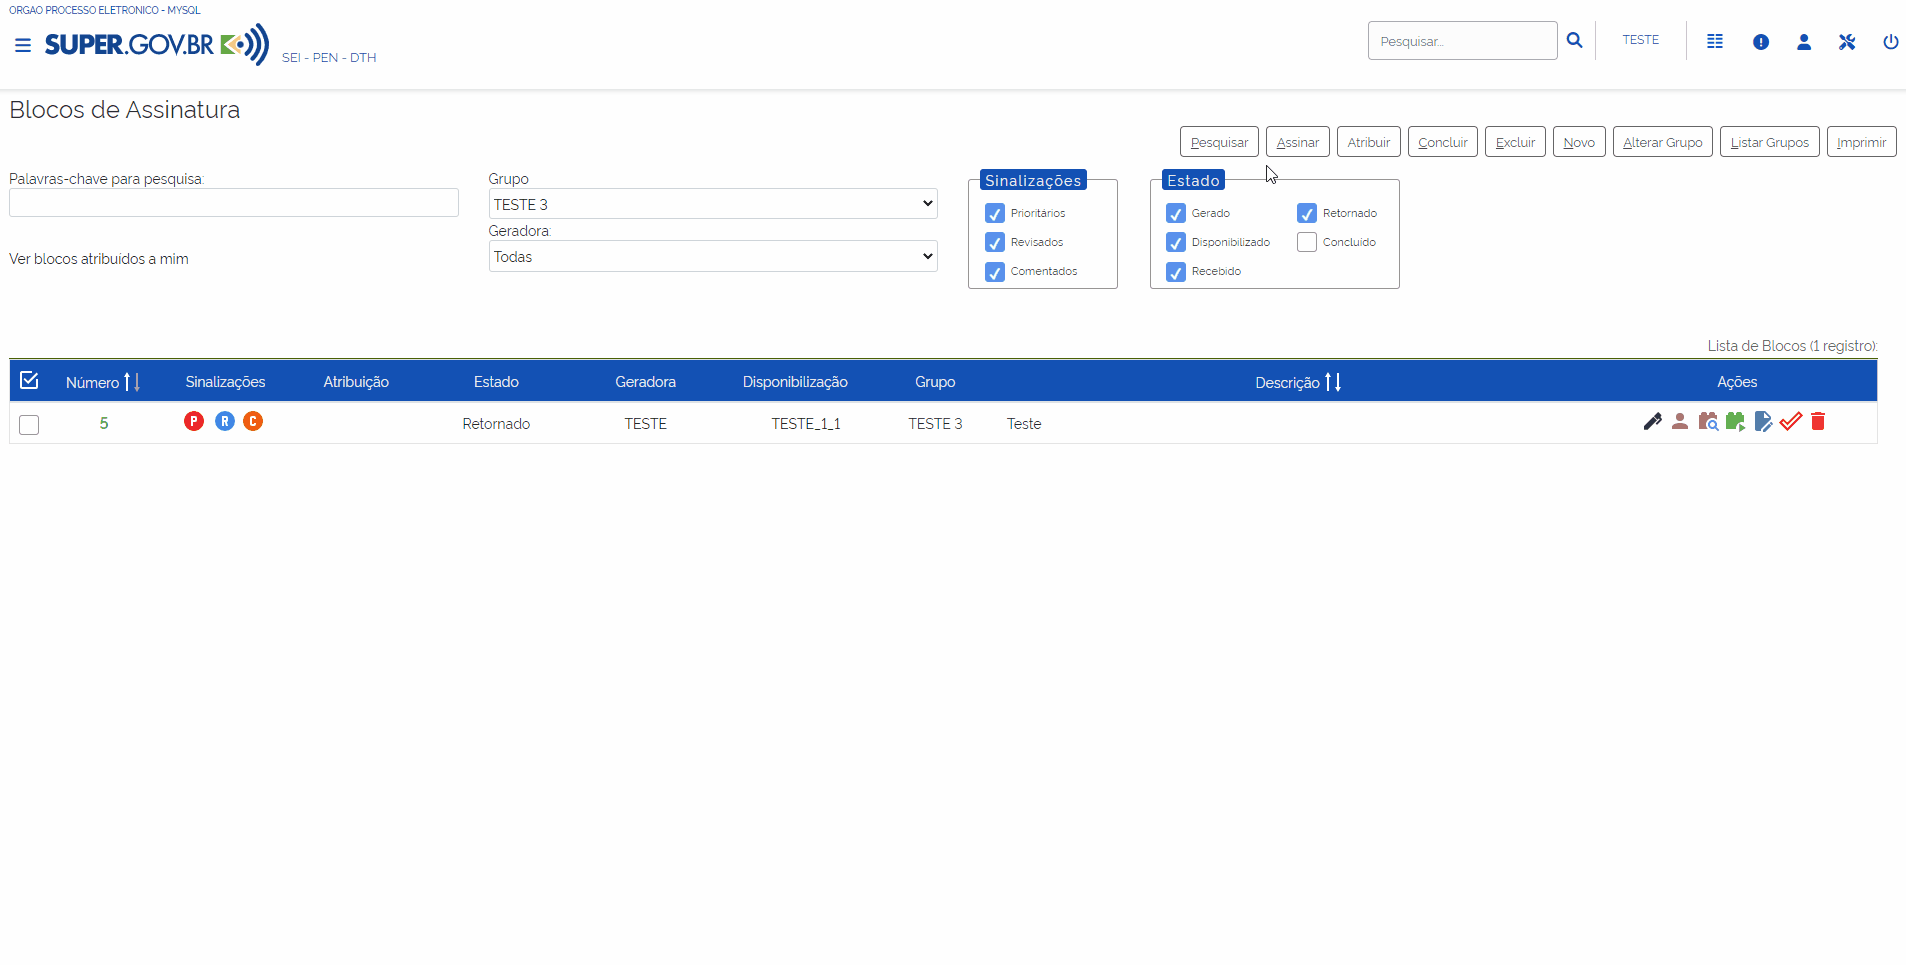 ORGAO PROCESSO ELETRONICO - MYSQL
SUPER.GOV.BR
SEI - PEN - DTH
Pesquisar...
TESTE
Blocos de Assinatura
Pesquisar
Assinar
Atribuir
Concluir
Excluir
Novo
Alterar Grupo
Listar Grupos
Imprimir
Palavras-chave para pesquisa:
Grupo
TESTE 3
Geradora:
Todas
Ver blocos atribuídos a mim
Sinalizações
Prioritários
Revisados
Comentados
Estado
Gerado
Retornado
Disponibilizado
Concluído
Recebido
Lista de Blocos (1 registro):
Número Sinalizações Atribuição Estado Geradora Disponibilização Grupo Descrição Ações
5 P R C Retornado TESTE TESTE_1_1 TESTE 3 Teste